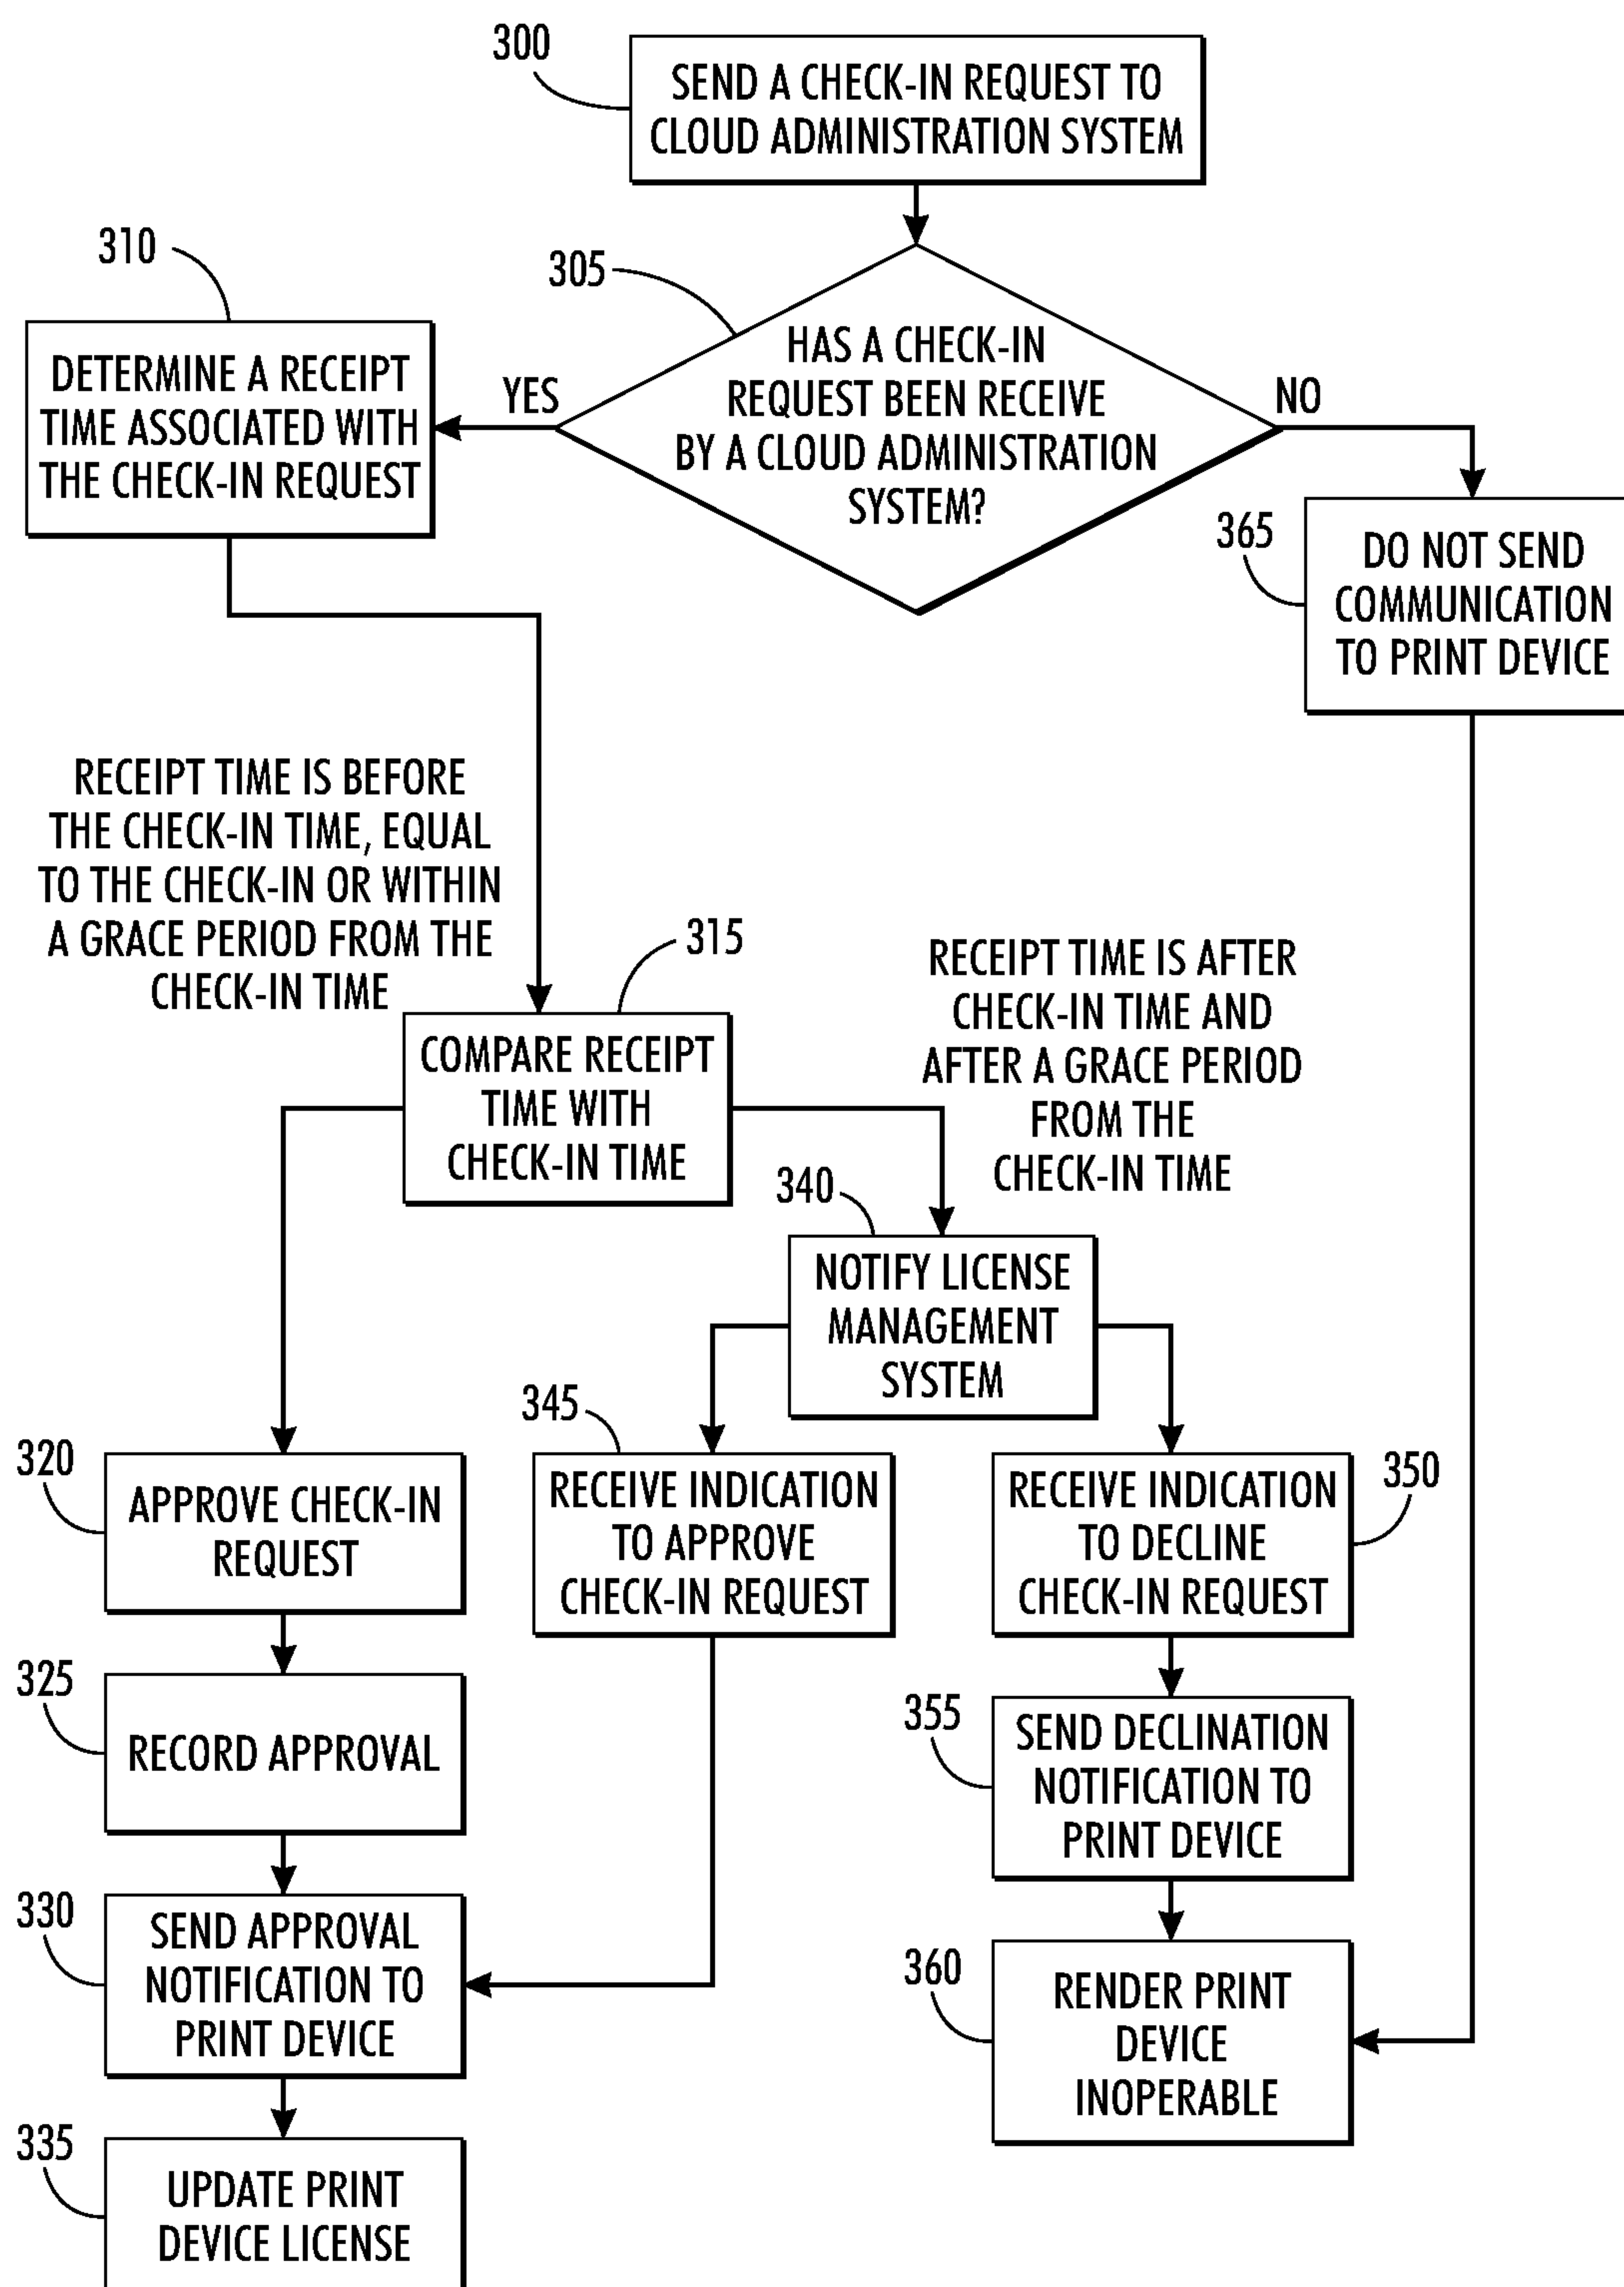 300
SEND A CHECK-IN REQUEST TO
CLOUD ADMINISTRATION SYSTEM
310
305
HAS A CHECK-IN
REQUEST BEEN RECEIVE
BY A CLOUD ADMINISTRATION
SYSTEM?
YES
NO
DETERMINE A RECEIPT
TIME ASSOCIATED WITH
THE CHECK-IN REQUEST
365
DO NOT SEND
COMMUNICATION
TO PRINT DEVICE
RECEIPT TIME IS BEFORE
THE CHECK-IN TIME, EQUAL
TO THE CHECK-IN OR WITHIN
A GRACE PERIOD FROM THE
CHECK-IN TIME
315
COMPARE RECEIPT
TIME WITH
CHECK-IN TIME
RECEIPT TIME IS AFTER
CHECK-IN TIME AND
AFTER A GRACE PERIOD
FROM THE
CHECK-IN TIME
340
NOTIFY LICENSE
MANAGEMENT
SYSTEM
320
APPROVE CHECK-IN
REQUEST
345
RECEIVE INDICATION
TO APPROVE
CHECK-IN REQUEST
350
RECEIVE INDICATION
TO DECLINE
CHECK-IN REQUEST
325
RECORD APPROVAL
355
SEND DECLINATION
NOTIFICATION TO
PRINT DEVICE
330
SEND APPROVAL
NOTIFICATION TO
PRINT DEVICE
360
RENDER PRINT
DEVICE
INOPERABLE
335
UPDATE PRINT
DEVICE LICENSE